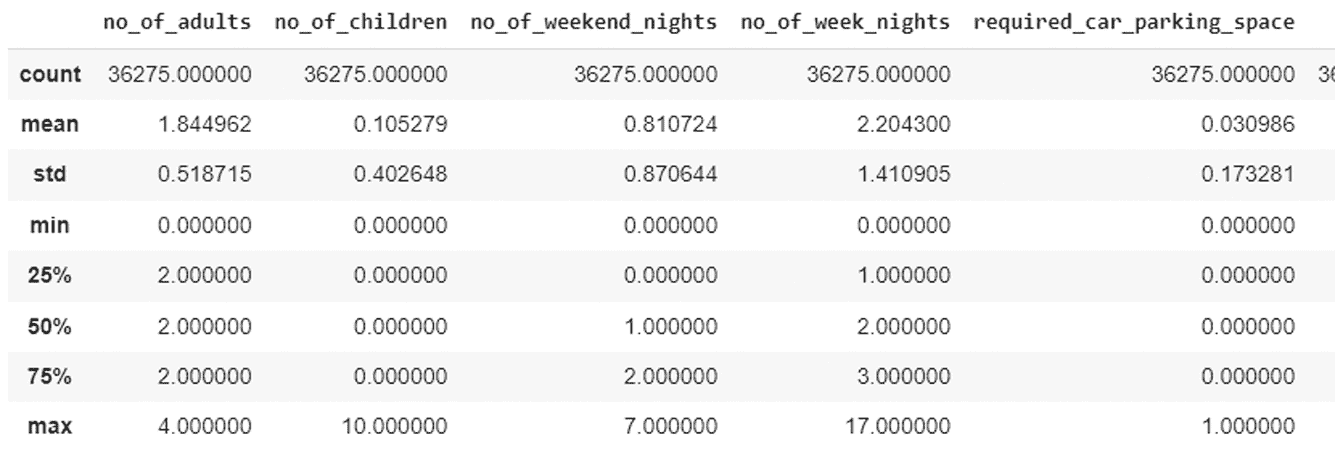 no_of_adults no_of_children no_of_weekend_nights no_of_week_nights required_car_parking_space
count 36275.000000 36275.000000 36275.000000 36275.000000 36275.000000 36
mean 1.844962 0.105279 0.810724 2.204300 0.030986
std 0.518715 0.402648 0.870644 1.410905 0.173281
min 0.000000 0.000000 0.000000 0.000000 0.000000
25% 2.000000 0.000000 0.000000 1.000000 0.000000
50% 2.000000 0.000000 1.000000 2.000000 0.000000
75% 2.000000 0.000000 2.000000 3.000000 0.000000
max 4.000000 10.000000 7.000000 17.000000 1.000000